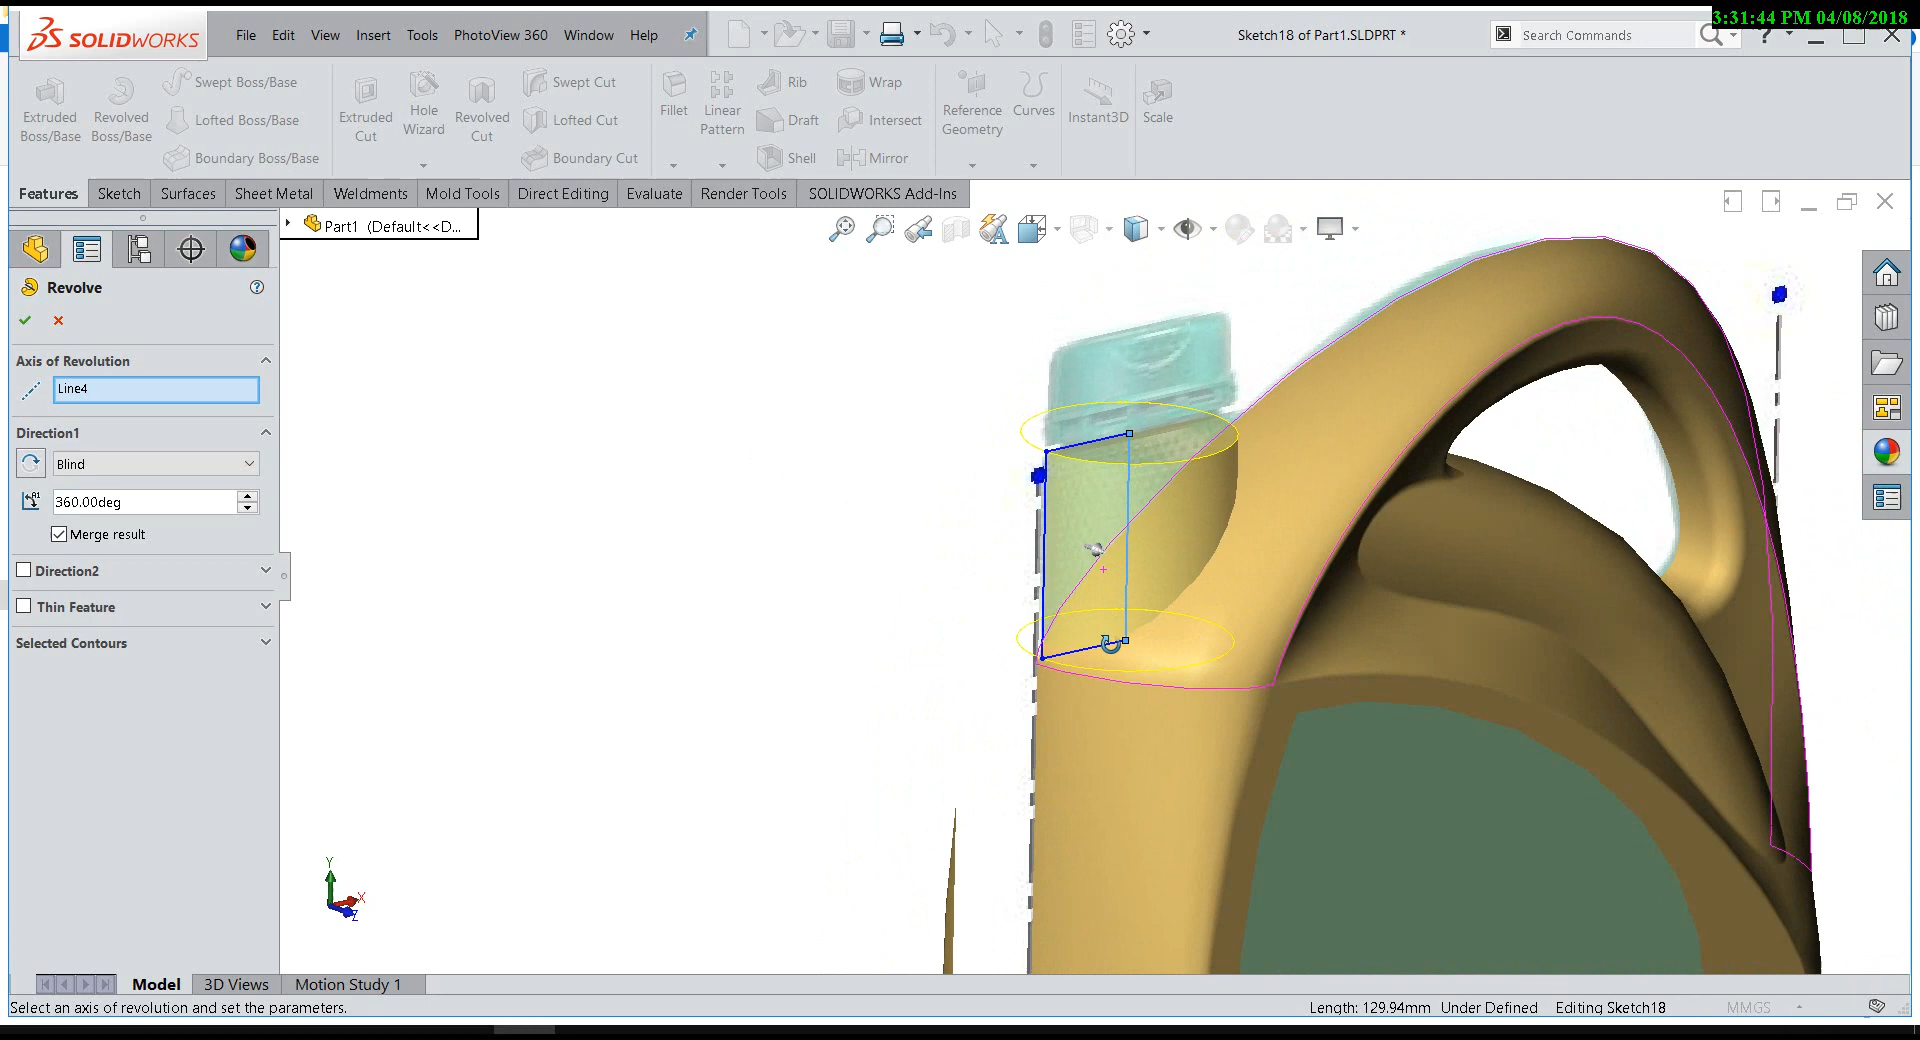 3:31:44 PM 04/08/2018
SOLIDWORKS
File Edit View Insert Tools PhotoView 360 Window Help
Sketch18 of Part1.SLDPRT *
Search Commands
?
Extruded Boss/Base
Revolved Boss/Base
Swept Boss/Base
Lofted Boss/Base
Boundary Boss/Base
Extruded Cut
Hole Wizard
Revolved Cut
Swept Cut
Lofted Cut
Boundary Cut
Fillet
Linear Pattern
Rib
Draft
Shell
Wrap
Intersect
Mirror
Reference Geometry
Curves
Instant3D
Scale
Features Sketch Surfaces Sheet Metal Weldments Mold Tools Direct Editing Evaluate Render Tools SOLIDWORKS Add-Ins
Part1 (Default<<D...
Revolve
Axis of Revolution
Line4
Direction1
Blind
360.00deg
Merge result
Direction2
Thin Feature
Selected Contours
Y
X
Z
Model 3D Views Motion Study 1
Select an axis of revolution and set the parameters.
Length: 129.94mm Under Defined Editing Sketch18 MMGS